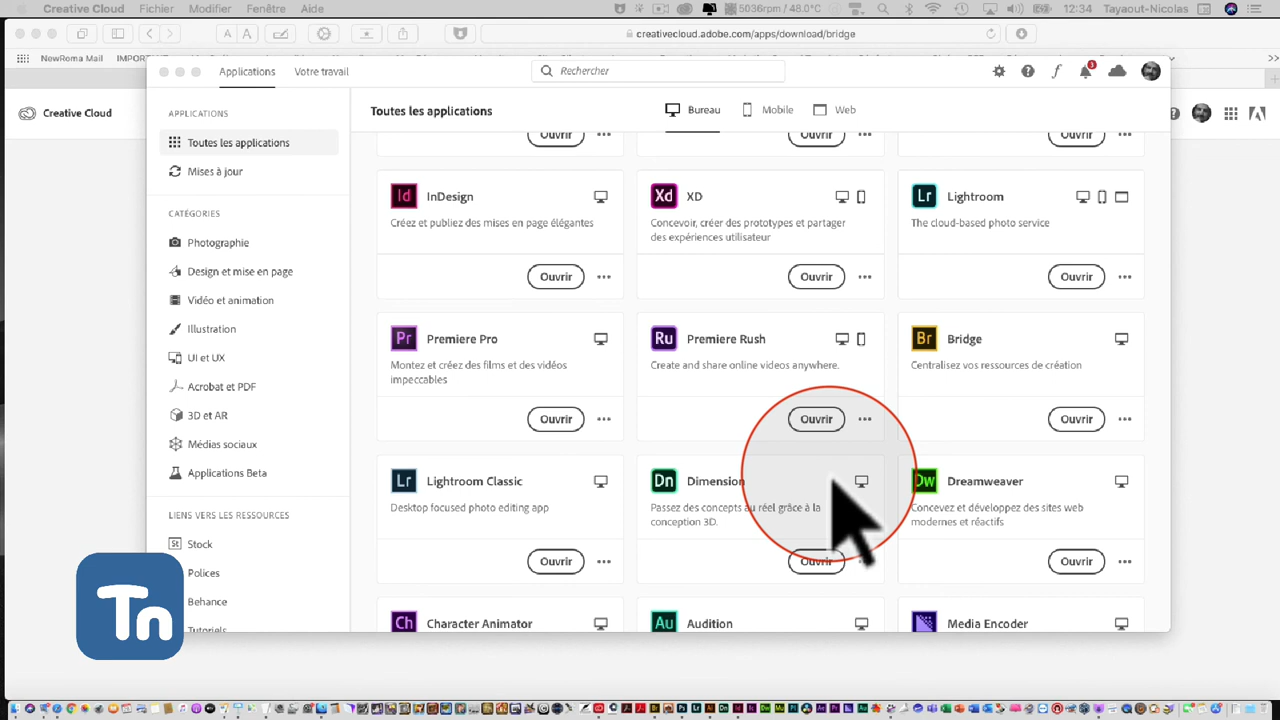 Creative Cloud Fichier Modifier Fenêtre Aide 5036rpm / 48.0°C 92 % 12:34 Tayaout-Nicolas
A A creativecloud.adobe.com/apps/download/bridge
NewRoma Mail
Applications Votre travail Rechercher 3
Creative Cloud
APPLICATIONS
Toutes les applications
Mises à jour
CATÉGORIES
Photographie
Design et mise en page
Vidéo et animation
Illustration
UI et UX
Acrobat et PDF
3D et AR
Médias sociaux
Applications Beta
LIENS VERS LES RESSOURCES
St Stock
Polices
Behance
Tutoriels
Toutes les applications Bureau Mobile Web
Ouvrir Ouvrir Ouvrir
Id InDesign
Créez et publiez des mises en page élégantes
Ouvrir
Xd XD
Concevoir, créer des prototypes et partager
des expériences utilisateur
Ouvrir
Lr Lightroom
The cloud-based photo service
Ouvrir
Pr Premiere Pro
Montez et créez des films et des vidéos
impeccables
Ouvrir
Ru Premiere Rush
Create and share online videos anywhere.
Ouvrir
Br Bridge
Centralisez vos ressources de création
Ouvrir
Lr Lightroom Classic
Desktop focused photo editing app
Ouvrir
Dn Dimension
Passez des concepts au réel grâce à la
conception 3D.
Ouvrir
Dw Dreamweaver
Concevez et développez des sites web
modernes et réactifs
Ouvrir
Ch Character Animator
Au Audition
Media Encoder
Tn